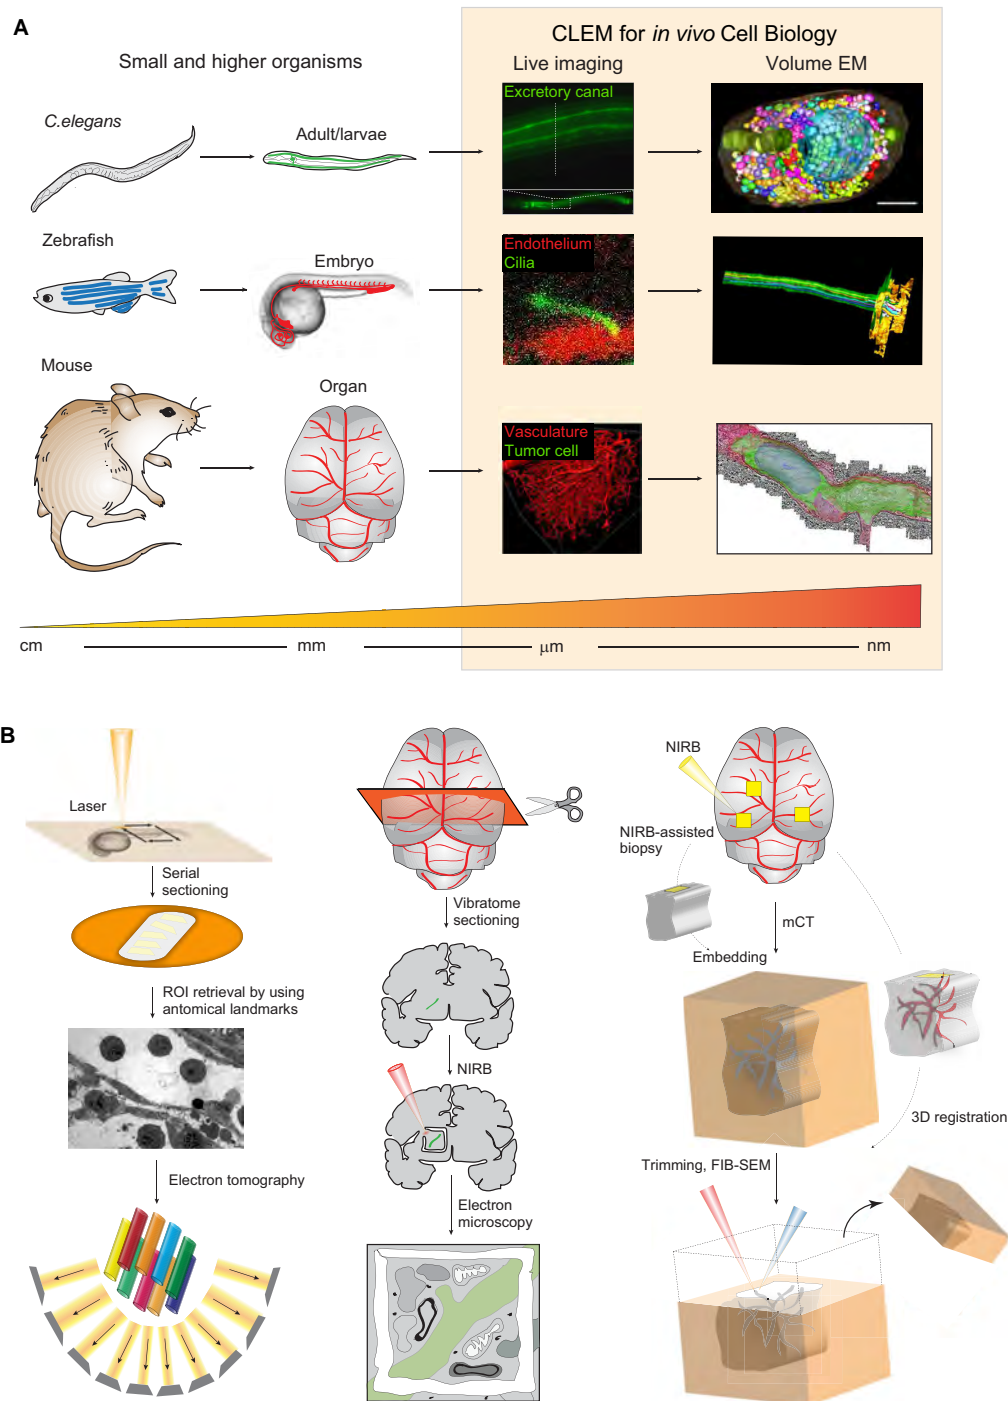 A
CLEM for in vivo Cell Biology
Small and higher organisms
Live imaging
Volume EM
C.elegans
Adult/larvae
Excretory canal
Zebrafish
Embryo
Endothelium
Cilia
Mouse
Organ
Vasculature
Tumor cell
cm
mm
μm
nm
B
Laser
Serial
sectioning
ROI retrieval by using
antomical landmarks
Electron tomography
Vibratome
sectioning
NIRB
Electron
microscopy
NIRB
NIRB-assisted
biopsy
mCT
Embedding
3D registration
Trimming, FIB-SEM